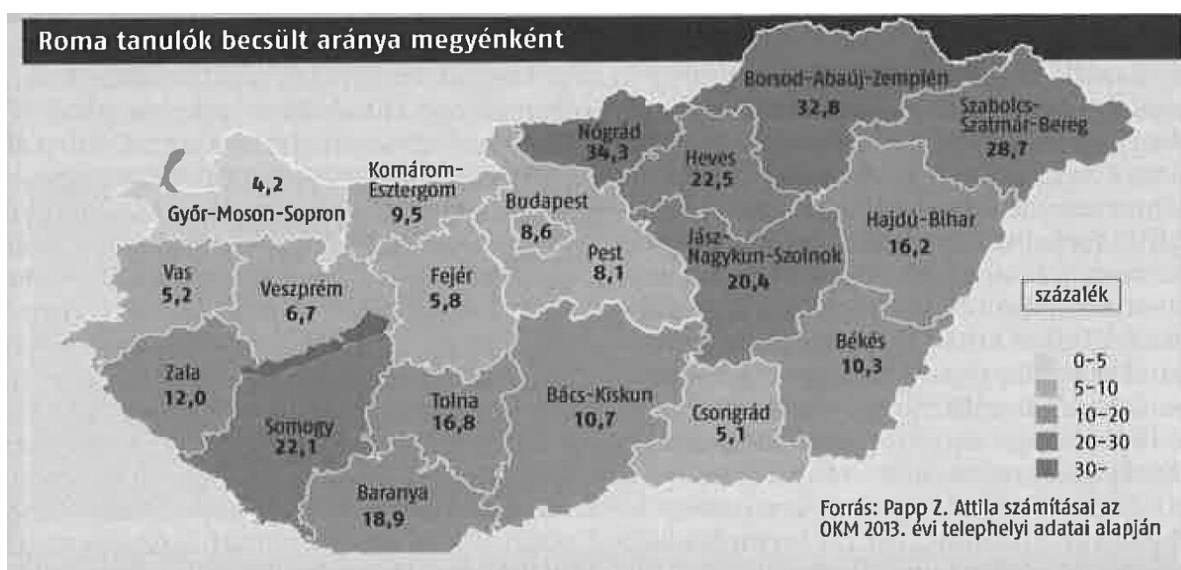 Roma tanulók becsült aránya megyénként
Borsod-Abaúj-Zemplén
32,8
Szabolcs-
Szatmár-Bereg
28,7
Nógrád
34,3
Heves
22,5
Komárom-
Esztergom
9,5
4,2
Győr-Moson-Sopron
Budapest
8,6
Pest
8,1
Jász-
Nagykun-Szolnok
20,4
Hajdú-Bihar
16,2
Vas
5,2
Veszprém
6,7
Fejér
5,8
százalék
Zala
12,0
Somogy
22,1
Tolna
16,8
Bács-Kiskun
10,7
Csongrád
5,1
Békés
10,3
Baranya
18,9
0-5
5-10
10-20
20-30
30-
Forrás: Papp Z. Attila számításai az
OKM 2013. évi telephelyi adatai alapján